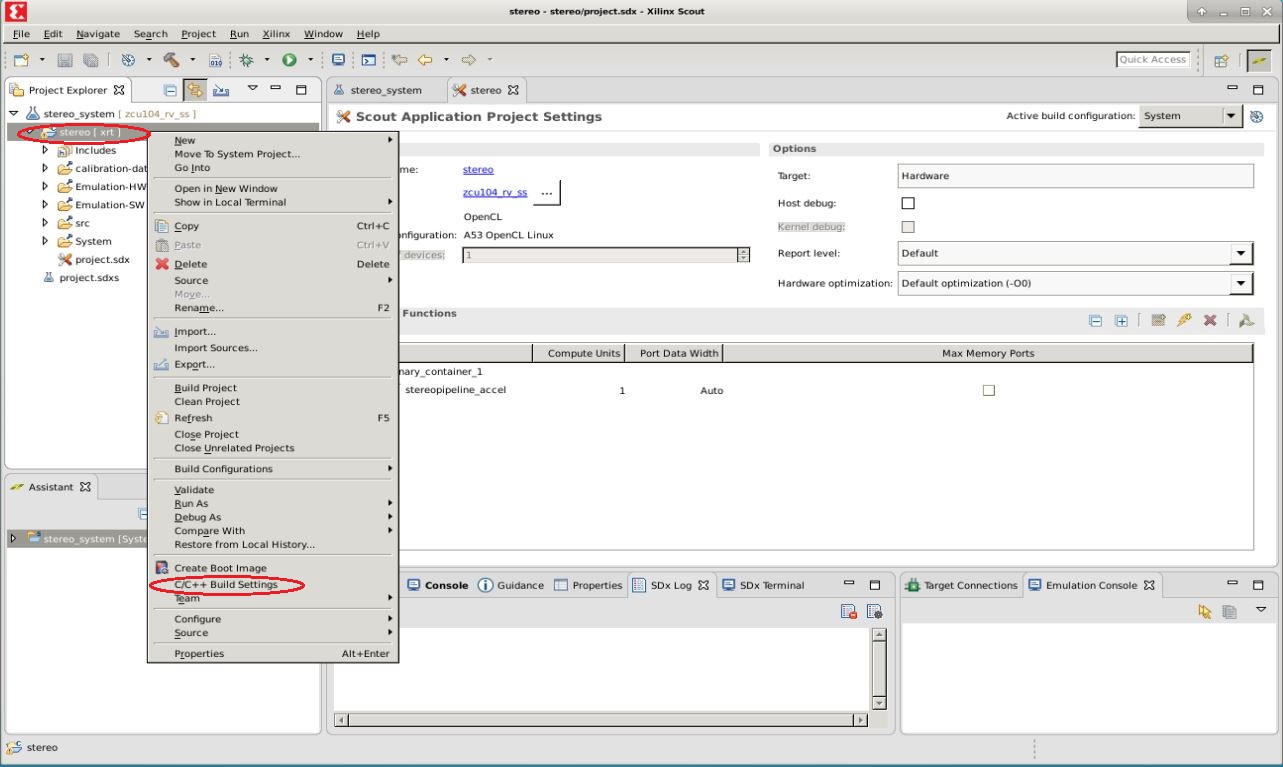 stereo - stereo/project.sdx - Xilinx Scout
File Edit Navigate Search Project Run Xilinx Window Help
Quick Access
Project Explorer
stereo_system [ zcu104_rv_ss ]
stereo [ xrt ]
Includes
calibration-dat
Emulation-HW
Emulation-SW
src
System
project.sdx
project.sdxs
Assistant
stereo_system [Syste
New
Move To System Project...
Go Into
Open in New Window
Show in Local Terminal
Copy Ctrl+C
Paste Ctrl+V
Delete Delete
Source
Move...
Rename... F2
Import...
Import Sources...
Export...
Build Project
Clean Project
Refresh F5
Close Project
Close Unrelated Projects
Build Configurations
Validate
Run As
Debug As
Compare With
Restore from Local History...
Create Boot Image
C/C++ Build Settings
Team
Configure
Source
Properties Alt+Enter
stereo_system stereo
Scout Application Project Settings
Active build configuration: System
me: stereo
zcu104_rv_ss ...
OpenCL
nfiguration: A53 OpenCL Linux
devices: 1
Options
Target: Hardware
Host debug:
Kernel debug:
Report level: Default
Hardware optimization: Default optimization (-O0)
Functions
Compute Units Port Data Width Max Memory Ports
nary_container_1
stereopipeline_accel 1 Auto
Console Guidance Properties SDx Log SDx Terminal
Target Connections Emulation Console
stereo